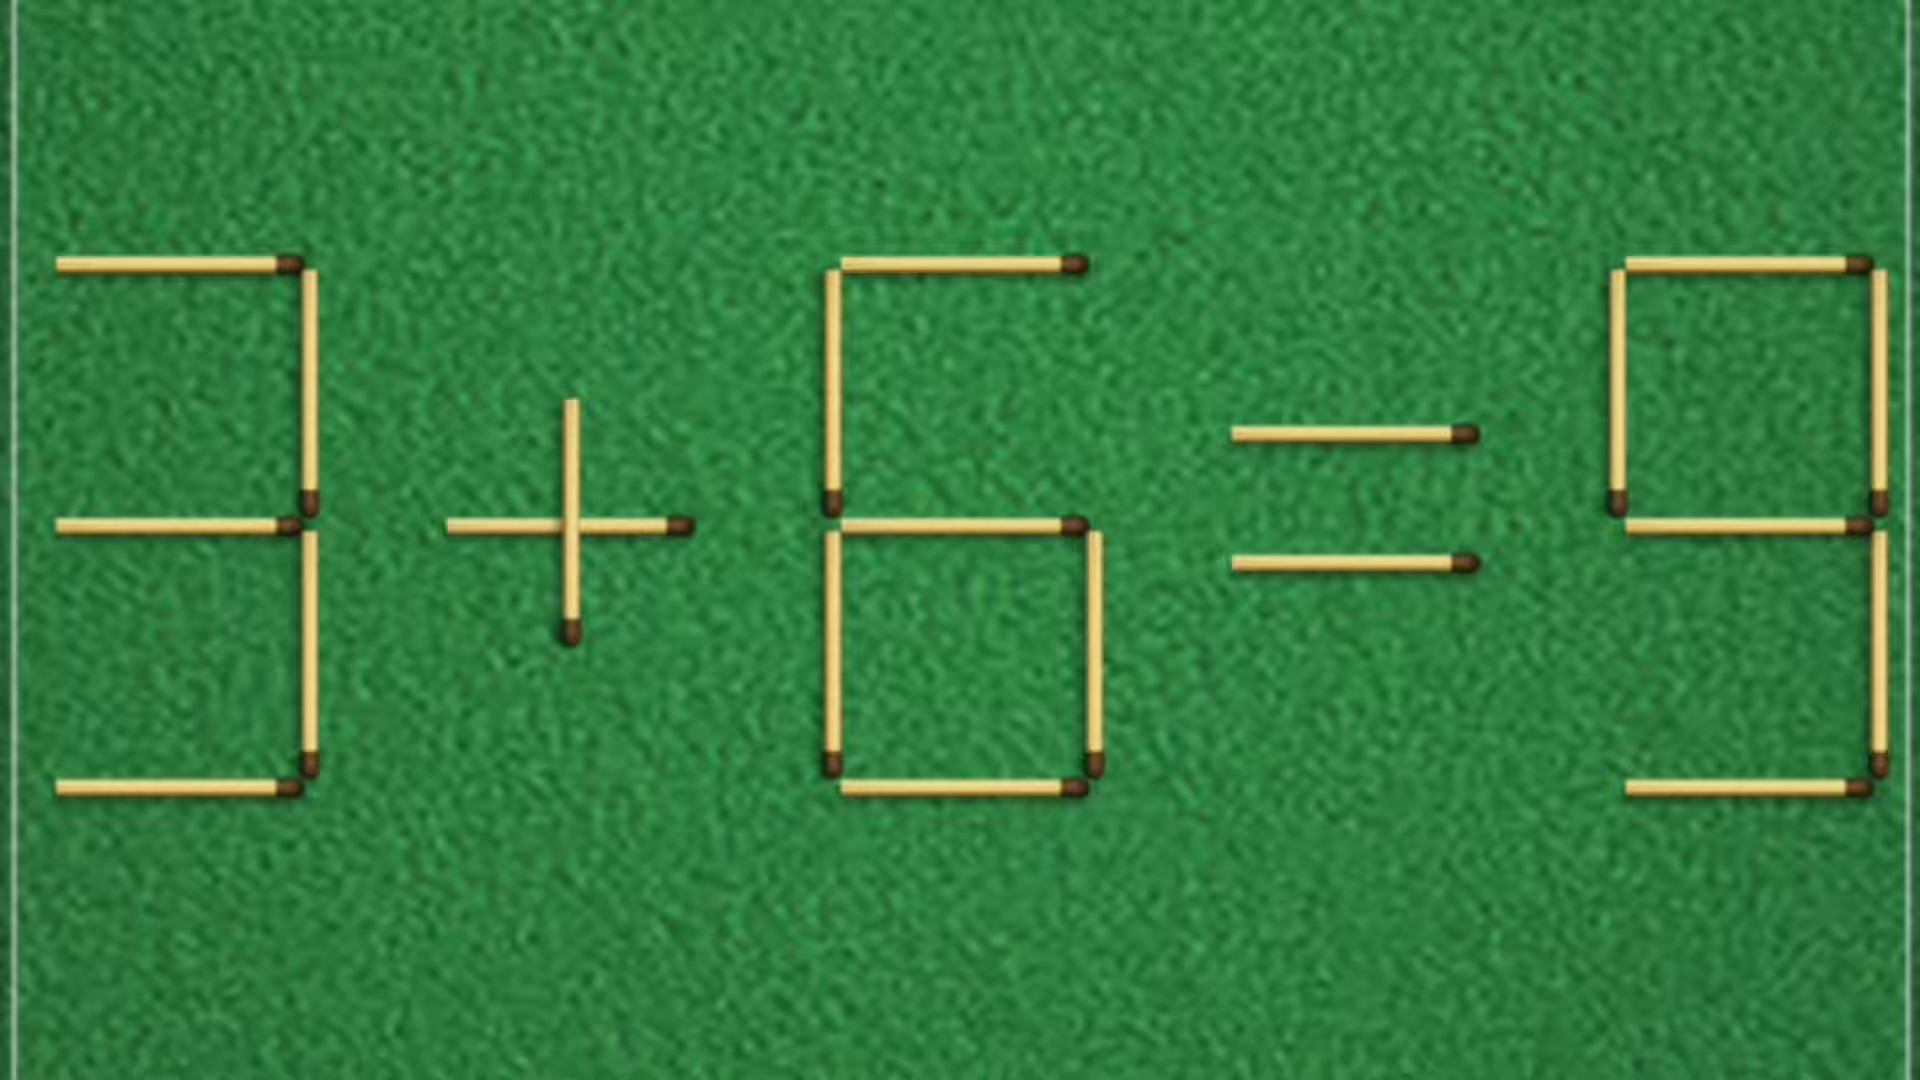 3 + 6 = 9